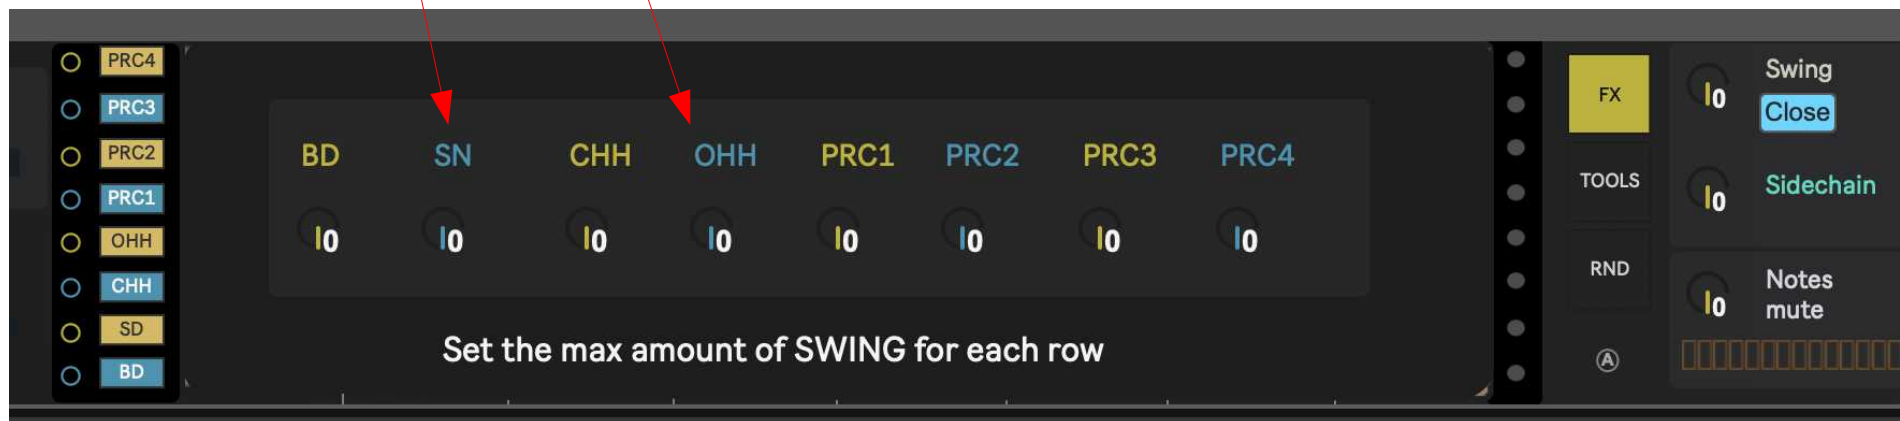 PRC4
PRC3
PRC2
PRC1
OHH
CHH
SD
BD
BD SN CHH OHH PRC1 PRC2 PRC3 PRC4
0 0 0 0 0 0 0 0
Set the max amount of SWING for each row
FX
TOOLS
RND
A
0 Swing
Close
0 Sidechain
0 Notes
mute